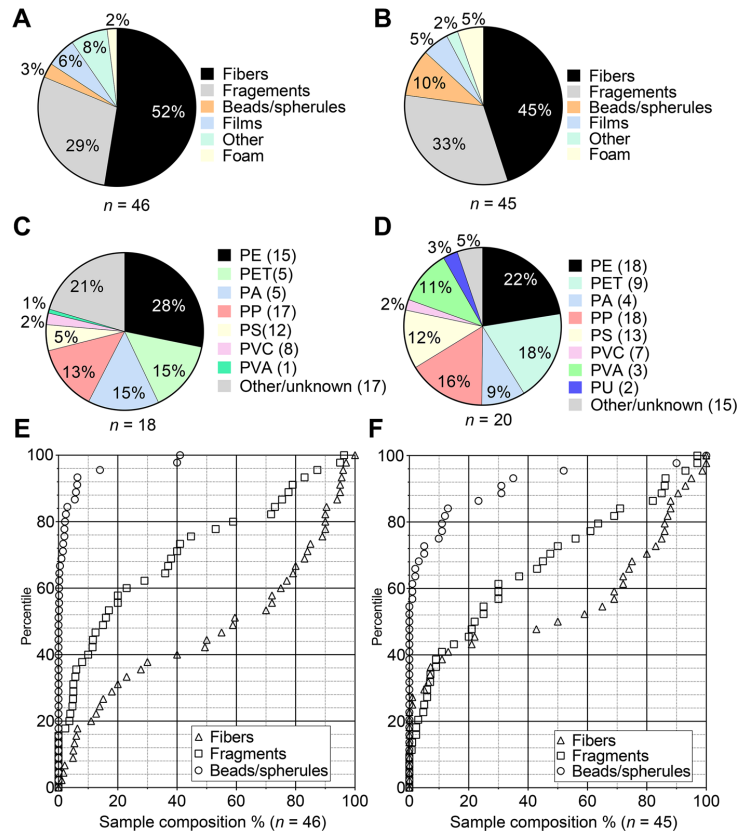 A
2%
8%
6%
3%
52%
29%
Fibers
Fragements
Beads/spherules
Films
Other
Foam
n = 46
B
5%
2%
5%
10%
45%
33%
Fibers
Fragements
Beads/spherules
Films
Other
Foam
n = 45
C
21%
28%
1%
2%
5%
13%
15%
15%
PE (15)
PET(5)
PA (5)
PP (17)
PS(12)
PVC (8)
PVA (1)
Other/unknown (17)
n = 18
D
5%
3%
22%
11%
2%
12%
18%
16%
9%
PE (18)
PET (9)
PA (4)
PP (18)
PS (13)
PVC (7)
PVA (3)
PU (2)
Other/unknown (15)
n = 20
E
100
80
60
40
20
0
Percentile
Fibers
Fragments
Beads/spherules
0 20 40 60 80 100
Sample composition % (n = 46)
F
100
80
60
40
20
0
Percentile
Fibers
Fragments
Beads/spherules
0 20 40 60 80 100
Sample composition % (n = 45)